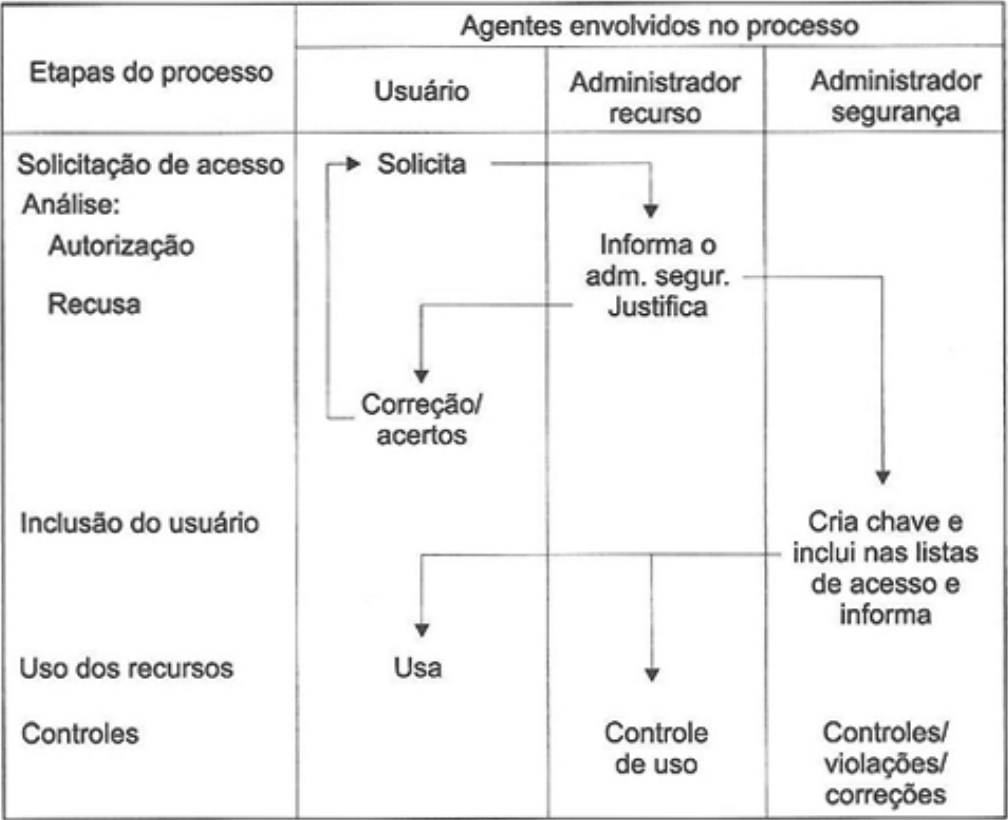 Agentes envolvidos no processo
Etapas do processo
Usuário
Administrador
recurso
Administrador
segurança
Solicitação de acesso
Solicita
Análise:
Autorização
Informa o
adm. segur.
Recusa
Justifica
Correção/
acertos
Inclusão do usuário
Cria chave e
inclui nas listas
de acesso e
informa
Uso dos recursos
Usa
Controles
Controle
de uso
Controles/
violações/
correções